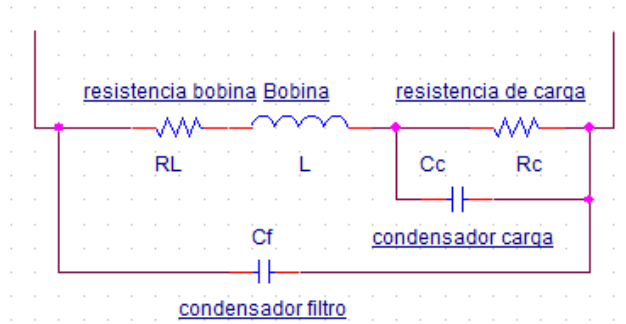 resistencia bobina Bobina resistencia de carga
RL L Cc Rc
Cf condensador carga
condensador filtro